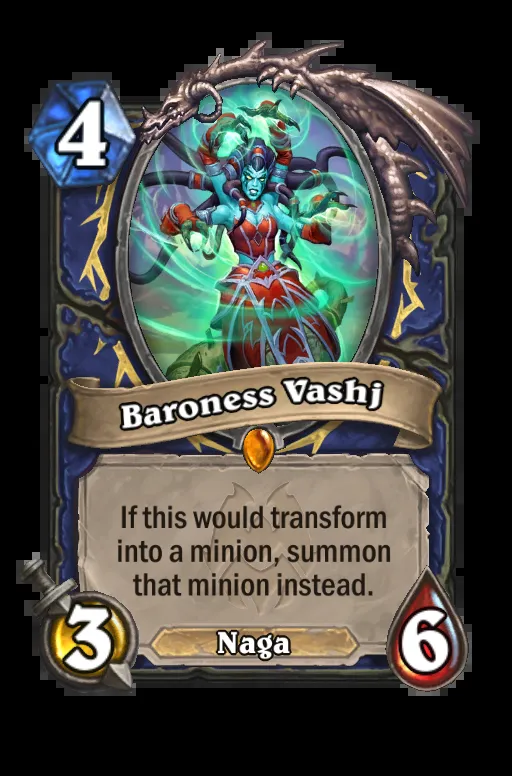 4
Baroness Vashj
If this would transform
into a minion, summon
that minion instead.
3
Naga
6